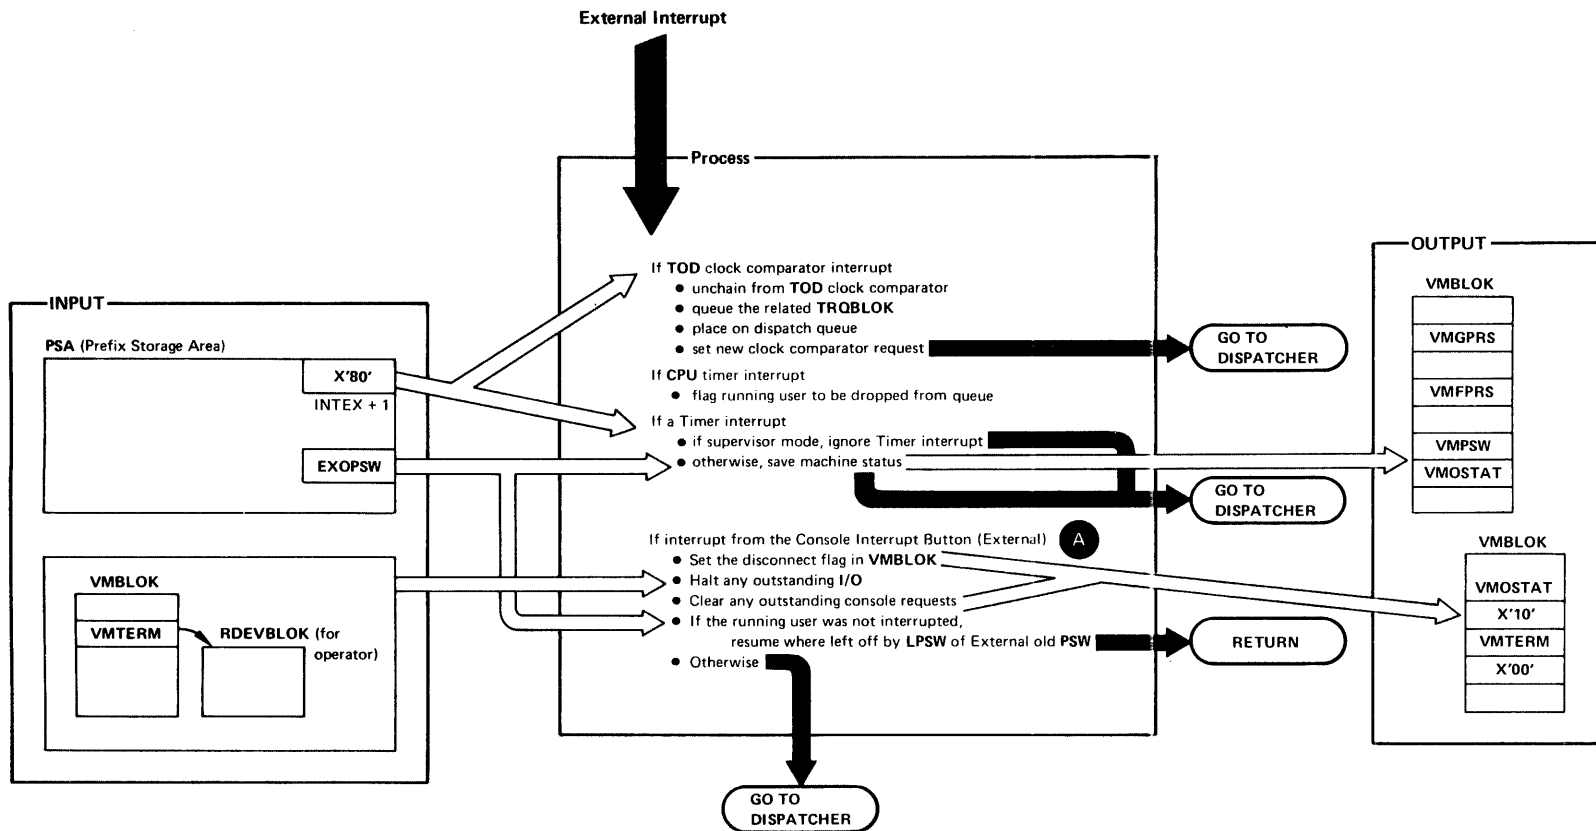 External Interrupt
Process
If TOD clock comparator interrupt
• unchain from TOD clock comparator
• queue the related TRQBLOK
• place on dispatch queue
• set new clock comparator request
GO TO
DISPATCHER
If CPU timer interrupt
• flag running user to be dropped from queue
If a Timer interrupt
• if supervisor mode, ignore Timer interrupt
• otherwise, save machine status
GO TO
DISPATCHER
If interrupt from the Console Interrupt Button (External)
A
• Set the disconnect flag in VMBLOK
• Halt any outstanding I/O
• Clear any outstanding console requests
• If the running user was not interrupted,
resume where left off by LPSW of External old PSW
RETURN
• Otherwise
GO TO
DISPATCHER
INPUT
PSA (Prefix Storage Area)
X'80'
INTEX + 1
EXOPSW
VMBLOK
VMTERM
RDEVBLOK (for
operator)
OUTPUT
VMBLOK
VMGPRS
VMFPRS
VMPSW
VMOSTAT
VMBLOK
VMOSTAT
X'10'
VMTERM
X'00'